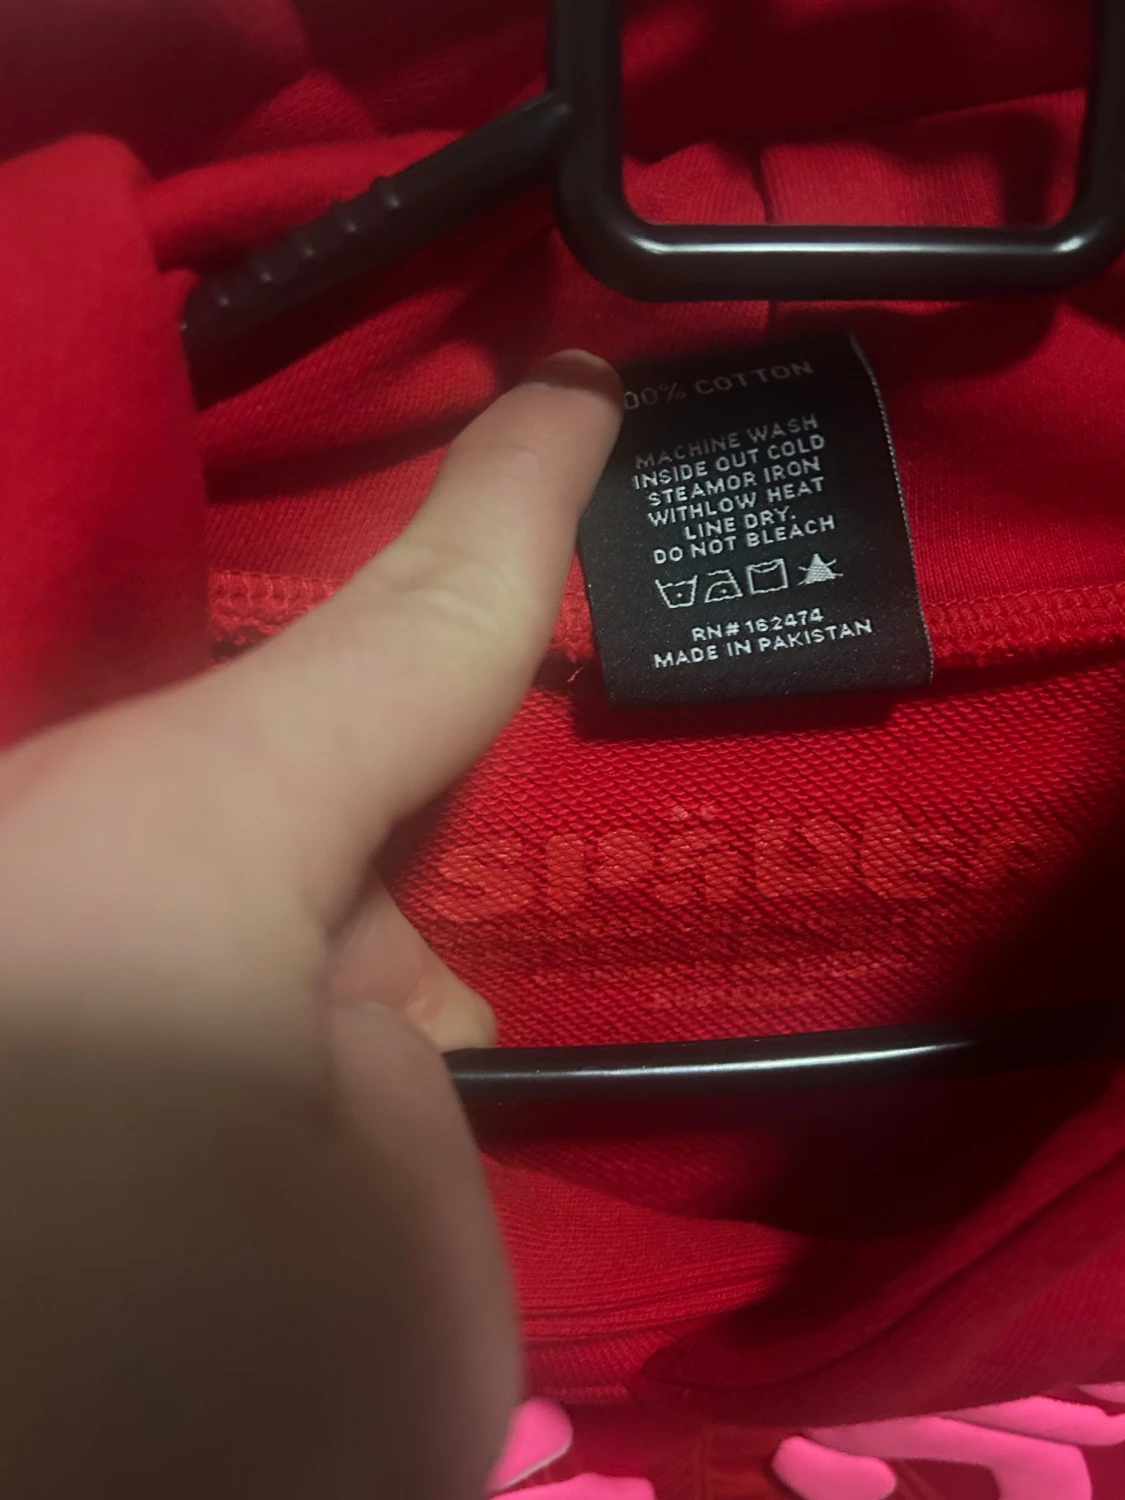 00% COTTON
MACHINE WASH
INSIDE OUT COLD
STEAMOR IRON
WITHLOW HEAT
LINE DRY.
DO NOT BLEACH
RN# 162474
MADE IN PAKISTAN